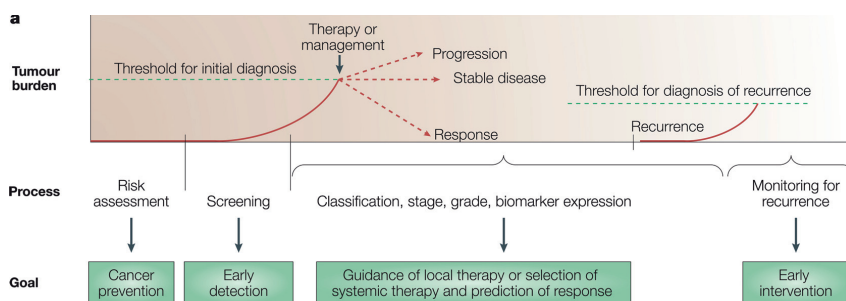 a
Therapy or
management
Progression
Tumour
burden
Threshold for initial diagnosis
Stable disease
Threshold for diagnosis of recurrence
Response
Recurrence
Process
Risk
assessment
Screening
Classification, stage, grade, biomarker expression
Monitoring for
recurrence
Goal
Cancer
prevention
Early
detection
Guidance of local therapy or selection of
systemic therapy and prediction of response
Early
intervention